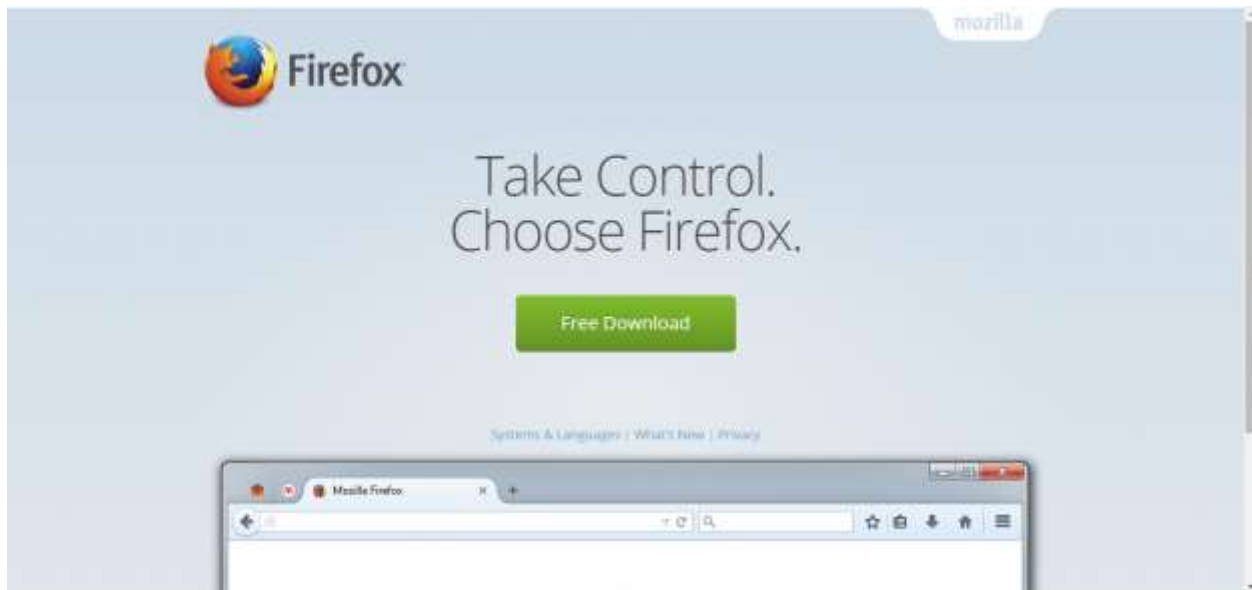 mozilla
Firefox
Take Control.
Choose Firefox.
Free Download
Systems & Languages | What's New | Privacy
Mozilla Firefox